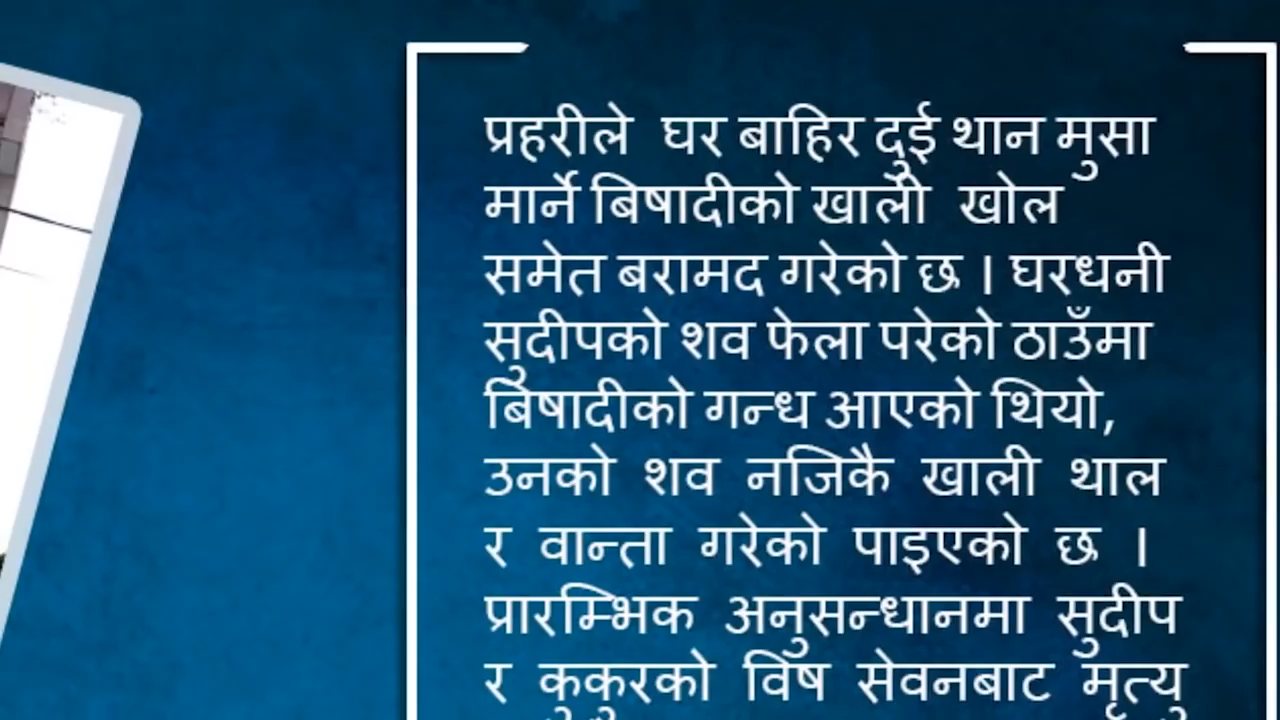 प्रहरीले घर बाहिर दुई थान मुसा
मार्ने बिषादीको खाली खोल
समेत बरामद गरेको छ । घरधनी
सुदीपको शव फेला परेको ठाउँमा
बिषादीको गन्ध आएको थियो,
उनको शव नजिकै खाली थाल
र वान्ता गरेको पाइएको छ ।
प्रारम्भिक अनुसन्धानमा सुदीप
र कुकुरको विष सेवनबाट मृत्यु